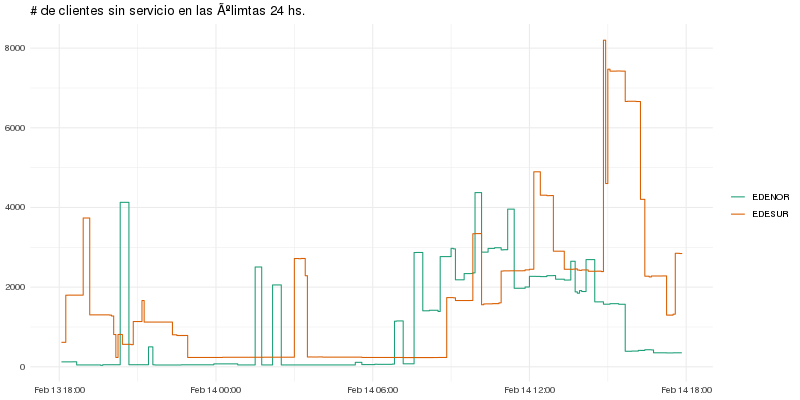 # de clientes sin servicio en las Ãºlimtas 24 hs.
8000
6000
4000
2000
0
Feb 13 18:00
Feb 14 00:00
Feb 14 06:00
Feb 14 12:00
Feb 14 18:00
EDENOR
EDESUR